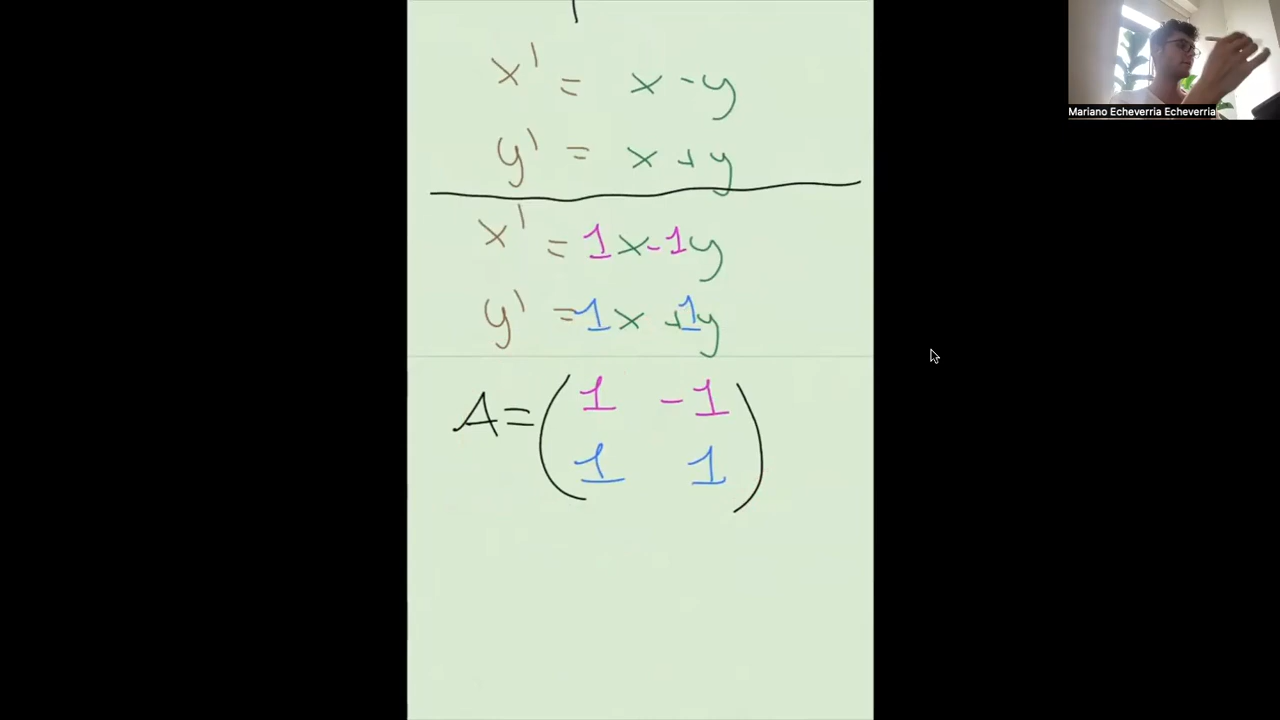 x' = x - y
y' = x + y
x' = 1x - 1y
y' = 1x + 1y
A = ( 1 -1
1 1 )
Mariano Echeverria Echeverria